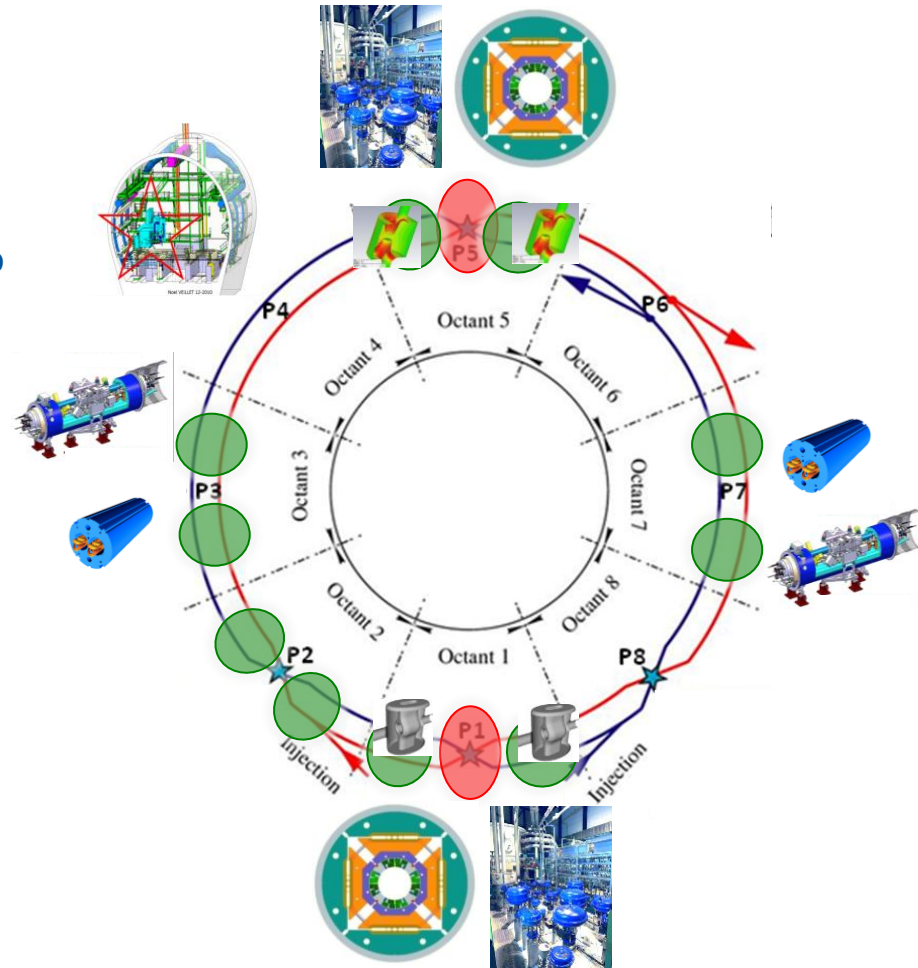 Noel VEILLET 12-2010
P5
P4
P6
Octant 5
Octant 4
Octant 6
Octant 3
Octant 7
P3
P7
Octant 2
Octant 8
P2
P8
Octant 1
P1
Injection
Injection